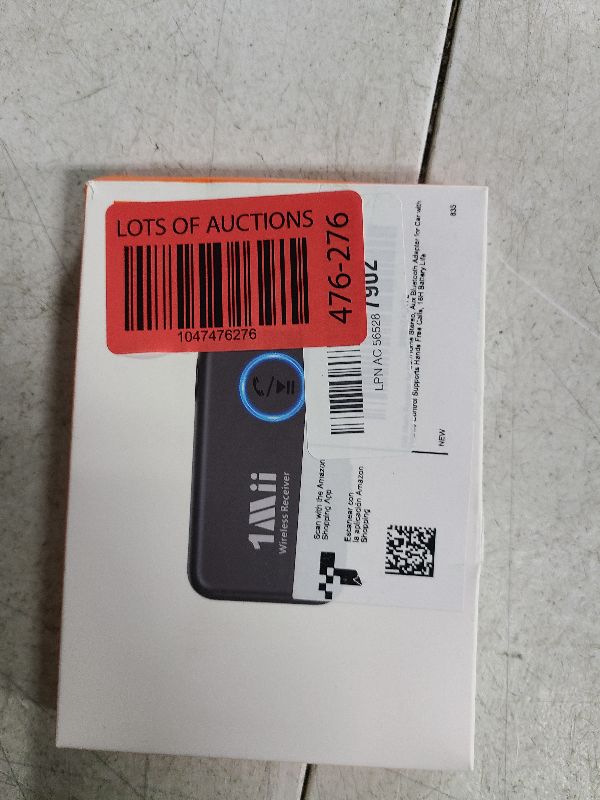 LOTS OF AUCTIONS
1047476276
476-276
LPN AC 56528
7902
Stereo, Aux Bluetooth Adapter for Car with
Control Supports Hands Free Calls, 16H Battery Life
NEW
835
1Mii
Wireless Receiver
Scan with the Amazon
Shopping App
Escanear con
la aplicación Amazon
Shopping